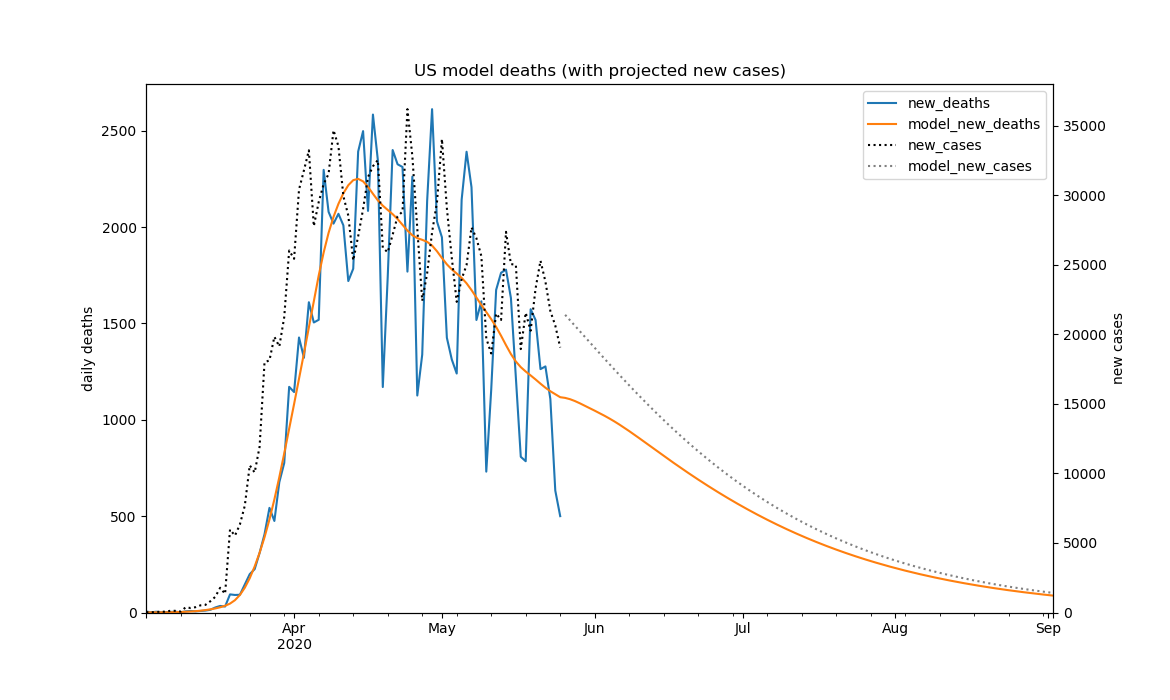 US model deaths (with projected new cases)
new_deaths
model_new_deaths
new_cases
model_new_cases
2500
2000
1500
1000
500
0
daily deaths
35000
30000
25000
20000
15000
10000
5000
0
new cases
Apr
2020
May
Jun
Jul
Aug
Sep